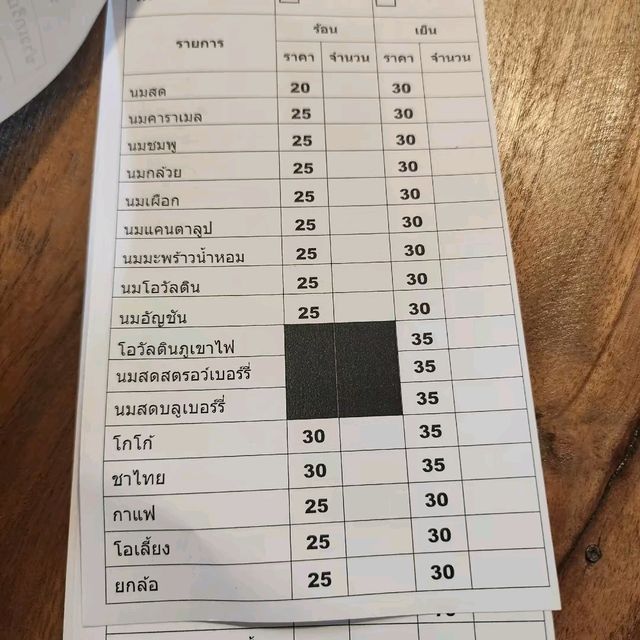 ร้อน เย็น
รายการ
ราคา จำนวน ราคา จำนวน
นมสด 20 30
นมคาราเมล 25 30
นมชมพู 25 30
นมกล้วย 25 30
นมเผือก 25 30
นมแคนตาลูป 25 30
นมมะพร้าวน้ำหอม 25 30
นมโอวัลติน 25 30
นมอัญชัน 25 30
โอวัลตินภูเขาไฟ 35
นมสดสตรอว์เบอร์รี่ 35
นมสดบลูเบอร์รี่ 35
โกโก้ 30 35
ชาไทย 30 35
กาแฟ 25 30
โอเลี้ยง 25 30
ยกล้อ 25 30